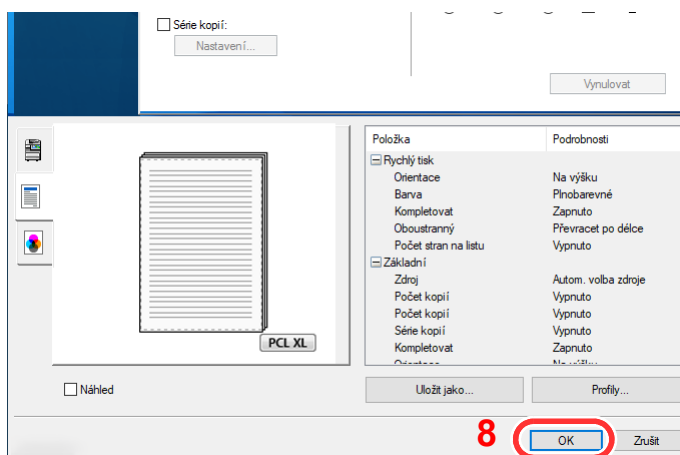 Série kopií:
Nastavení...
Vynulovat
Položka Podrobnosti
Rychlý tisk
Orientace Na výšku
Barva Plnobarevné
Kompletovat Zapnuto
Oboustranný Převracet po délce
Počet stran na listu Vypnuto
Základní
Zdroj Autom. volba zdroje
Počet kopií Vypnuto
Počet kopií Vypnuto
Série kopií Vypnuto
Kompletovat Zapnuto
PCL XL
Náhled
Uložit jako...
Profily...
8
OK
Zrušit